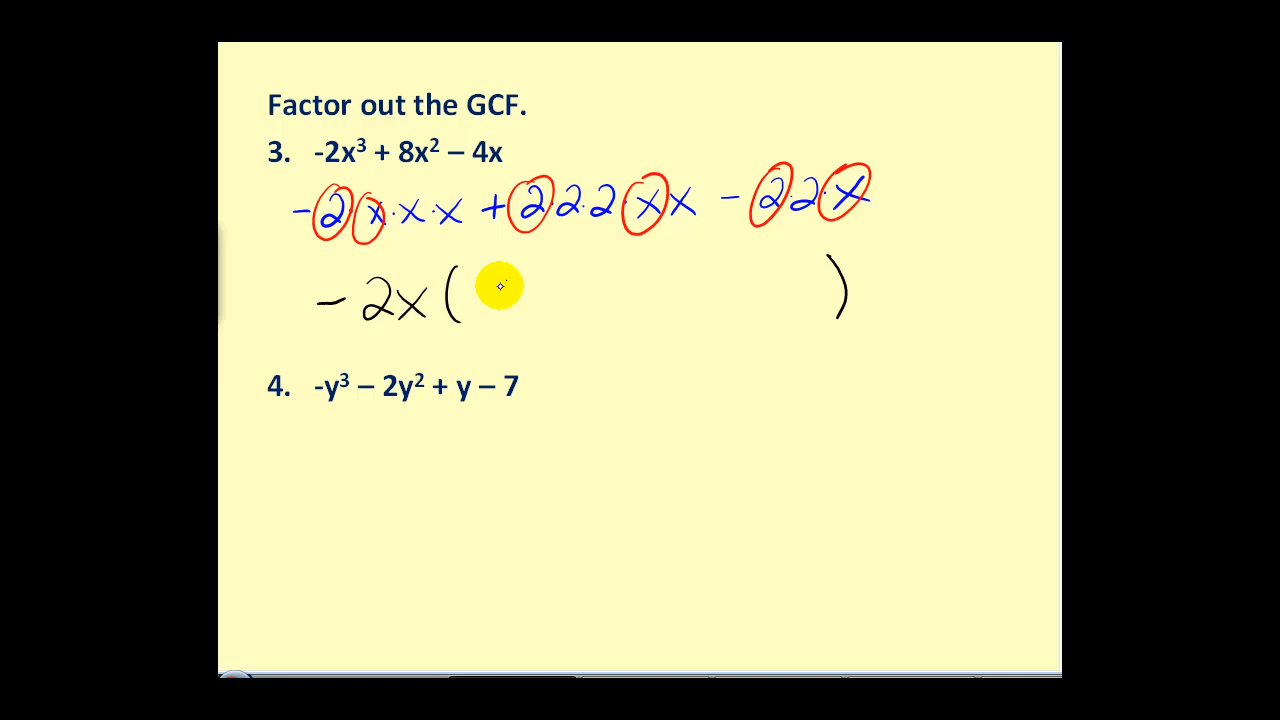 Factor out the GCF.
3. -2x³ + 8x² – 4x
- 2·x·x·x + 2·2·2·x·x - 2·2·x
- 2x ( )
4. -y³ – 2y² + y – 7